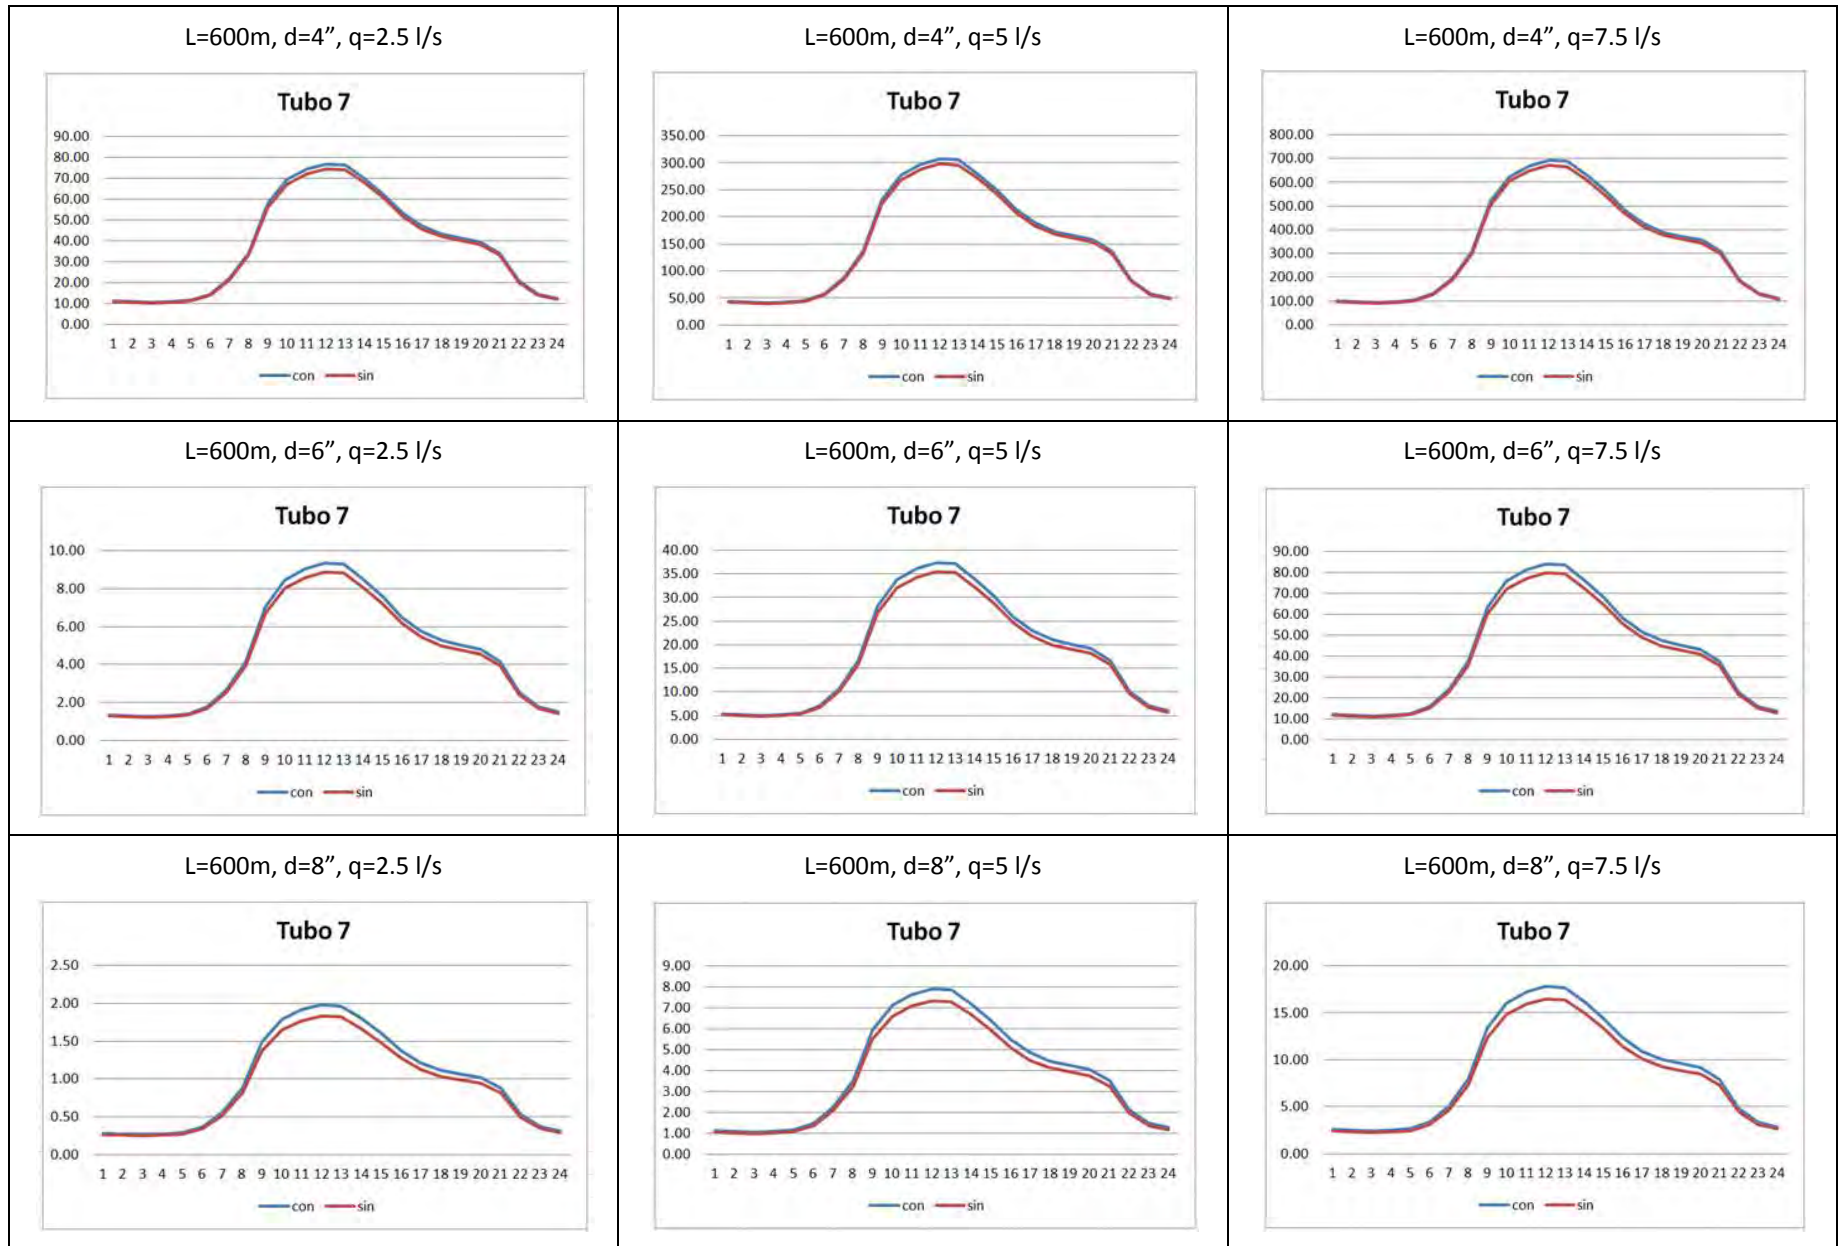 L=600m, d=4”, q=2.5 l/s
Tubo 7
90.00
80.00
70.00
60.00
50.00
40.00
30.00
20.00
10.00
0.00
1 2 3 4 5 6 7 8 9 10 11 12 13 14 15 16 17 18 19 20 21 22 23 24
con sin
L=600m, d=4”, q=5 l/s
Tubo 7
350.00
300.00
250.00
200.00
150.00
100.00
50.00
0.00
1 2 3 4 5 6 7 8 9 10 11 12 13 14 15 16 17 18 19 20 21 22 23 24
con sin
L=600m, d=4”, q=7.5 l/s
Tubo 7
800.00
700.00
600.00
500.00
400.00
300.00
200.00
100.00
0.00
1 2 3 4 5 6 7 8 9 10 11 12 13 14 15 16 17 18 19 20 21 22 23 24
con sin
L=600m, d=6”, q=2.5 l/s
Tubo 7
10.00
8.00
6.00
4.00
2.00
0.00
1 2 3 4 5 6 7 8 9 10 11 12 13 14 15 16 17 18 19 20 21 22 23 24
con sin
L=600m, d=6”, q=5 l/s
Tubo 7
40.00
35.00
30.00
25.00
20.00
15.00
10.00
5.00
0.00
1 2 3 4 5 6 7 8 9 10 11 12 13 14 15 16 17 18 19 20 21 22 23 24
con sin
L=600m, d=6”, q=7.5 l/s
Tubo 7
90.00
80.00
70.00
60.00
50.00
40.00
30.00
20.00
10.00
0.00
1 2 3 4 5 6 7 8 9 10 11 12 13 14 15 16 17 18 19 20 21 22 23 24
con sin
L=600m, d=8”, q=2.5 l/s
Tubo 7
2.50
2.00
1.50
1.00
0.50
0.00
1 2 3 4 5 6 7 8 9 10 11 12 13 14 15 16 17 18 19 20 21 22 23 24
con sin
L=600m, d=8”, q=5 l/s
Tubo 7
9.00
8.00
7.00
6.00
5.00
4.00
3.00
2.00
1.00
0.00
1 2 3 4 5 6 7 8 9 10 11 12 13 14 15 16 17 18 19 20 21 22 23 24
con sin
L=600m, d=8”, q=7.5 l/s
Tubo 7
20.00
15.00
10.00
5.00
0.00
1 2 3 4 5 6 7 8 9 10 11 12 13 14 15 16 17 18 19 20 21 22 23 24
con sin